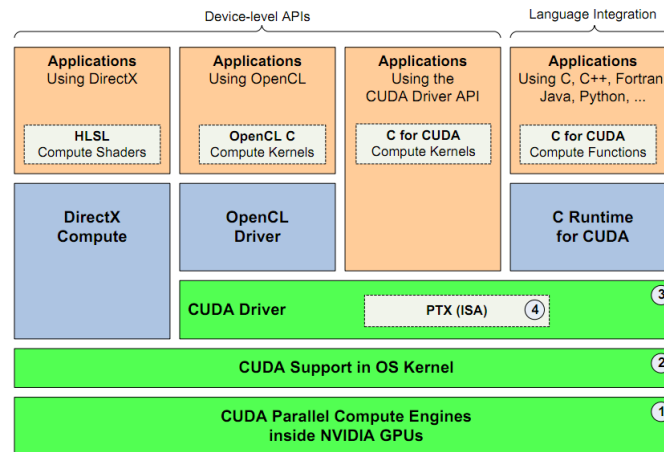 Device-level APIs
Language Integration
Applications
Using DirectX
HLSL
Compute Shaders
Applications
Using OpenCL
OpenCL C
Compute Kernels
Applications
Using the
CUDA Driver API
C for CUDA
Compute Kernels
Applications
Using C, C++, Fortran,
Java, Python, ...
C for CUDA
Compute Functions
DirectX
Compute
OpenCL
Driver
C Runtime
for CUDA
CUDA Driver
PTX (ISA)
4
3
CUDA Support in OS Kernel
2
CUDA Parallel Compute Engines
inside NVIDIA GPUs
1